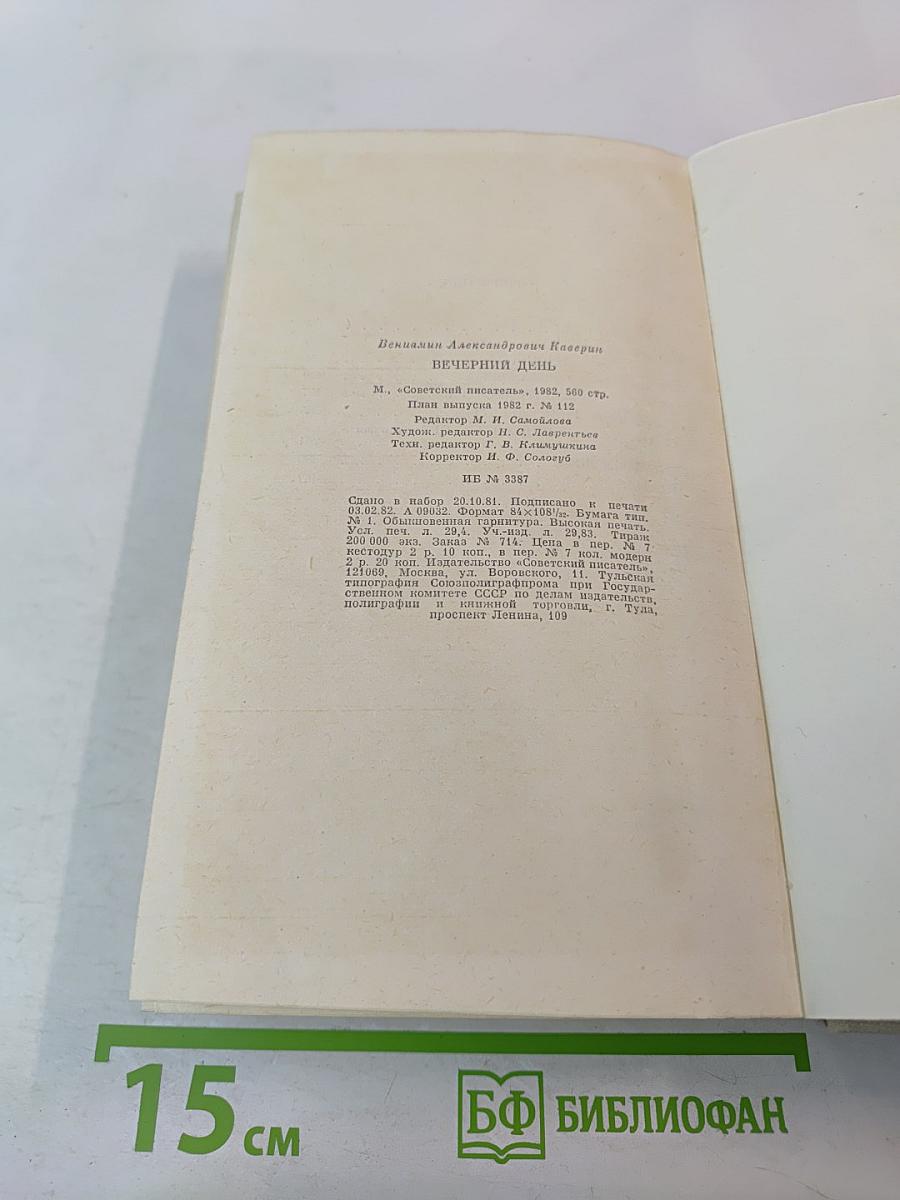 Вениамин Александрович Каверин
ВЕЧЕРНИЙ ДЕНЬ
М., «Советский писатель», 1982, 560 стр.
План выпуска 1982 г. № 112
Редактор М. И. Самойлова
Худож. редактор Н. С. Лаврентьев
Техн. редактор Г. В. Климушкина
Корректор И. Ф. Сологуб
ИБ № 3387
Сдано в набор 20.10.81. Подписано к печати
03.02.82. А 09032. Формат 84×108¹/₃₂. Бумага тип.
№ 1. Обыкновенная гарнитура. Высокая печать.
Усл. печ. л. 29,4. Уч.-изд. л. 29,83. Тираж
200 000 экз. Заказ № 714. Цена в пер. № 7
кестодур 2 р. 10 коп., в пер. № 7 кол. модерн
2 р. 20 коп. Издательство «Советский писатель»,
121069, Москва, ул. Воровского, 11. Тульская
типография Союзполиграфпрома при Государ-
ственном комитете СССР по делам издательств,
полиграфии и книжной торговли, г. Тула,
проспект Ленина, 109
15 см
БФ БИБЛИОФАН